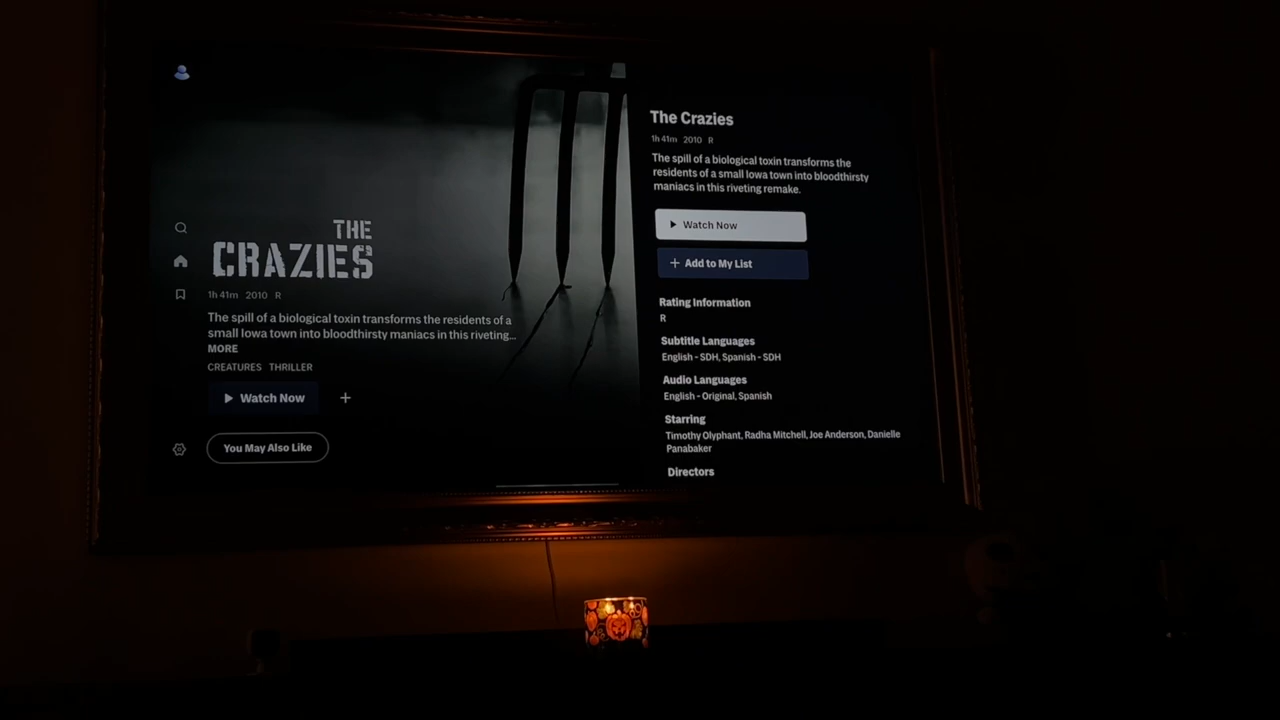 THE
CRAZIES
1h 41m 2010 R
The spill of a biological toxin transforms the residents of a
small Iowa town into bloodthirsty maniacs in this riveting...
MORE
CREATURES THRILLER
Watch Now
You May Also Like
The Crazies
1h 41m 2010 R
The spill of a biological toxin transforms the
residents of a small Iowa town into bloodthirsty
maniacs in this riveting remake.
Watch Now
Add to My List
Rating Information
R
Subtitle Languages
English - SDH, Spanish - SDH
Audio Languages
English - Original, Spanish
Starring
Timothy Olyphant, Radha Mitchell, Joe Anderson, Danielle
Panabaker
Directors